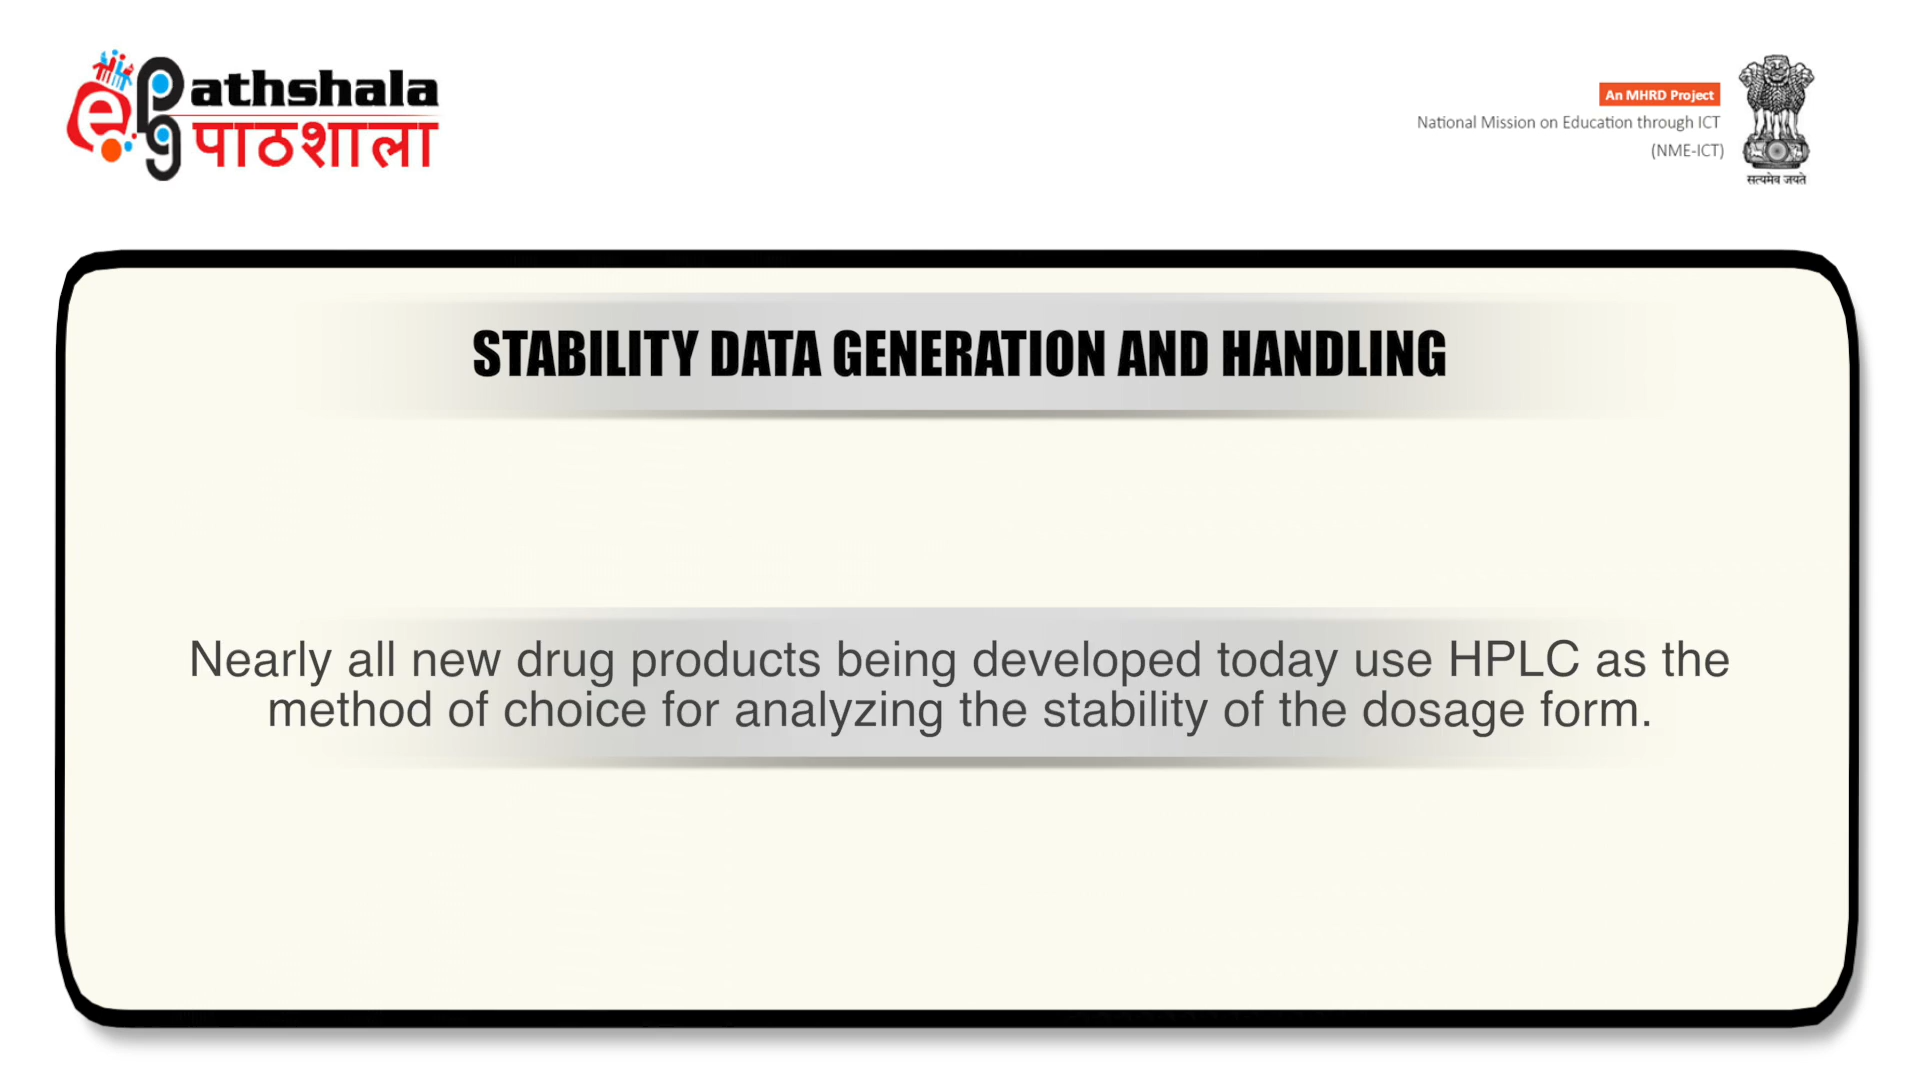 e Pg athshala
पाठशाला
An MHRD Project
National Mission on Education through ICT
(NME-ICT)
सत्यमेव जयते
STABILITY DATA GENERATION AND HANDLING
Nearly all new drug products being developed today use HPLC as the
method of choice for analyzing the stability of the dosage form.